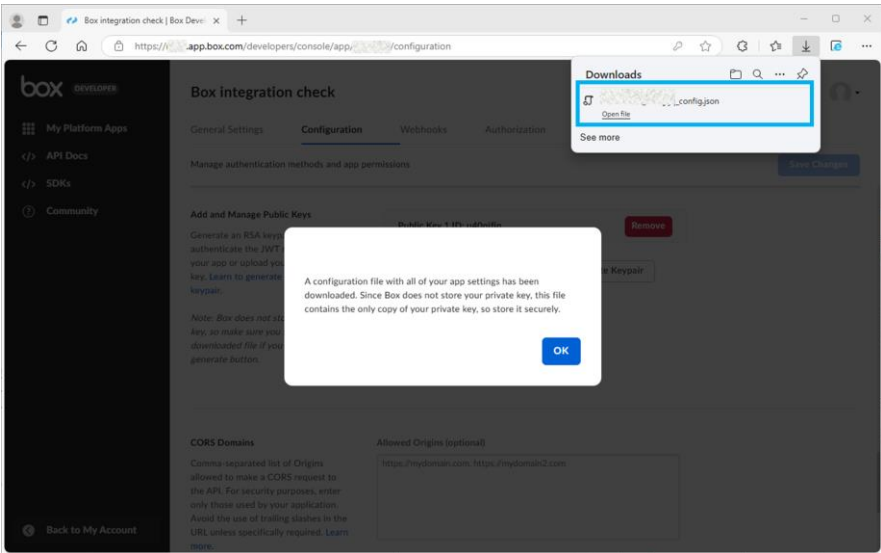 Box integration check | Box Devel
https:// .app.box.com/developers/console/app/ /configuration
Downloads
_config.json
Open file
See more
box DEVELOPER
My Platform Apps
API Docs
SDKs
Community
Back to My Account
Box integration check
General Settings Configuration Webhooks Authorization
Manage authentication methods and app permissions
Save Changes
Add and Manage Public Keys
Generate an RSA keyp
authenticate the JWT
your app or upload you
key. Learn to generate
keypair.
Note: Box does not sto
key, so make sure you
downloaded file if you
generate button.
Public Key 1 ID:
Remove
e Keypair
A configuration file with all of your app settings has been
downloaded. Since Box does not store your private key, this file
contains the only copy of your private key, so store it securely.
OK
CORS Domains
Comma-separated list of Origins
allowed to make a CORS request to
the API. For security purposes, enter
only those used by your application.
Avoid the use of trailing slashes in the
URL unless specifically required. Learn
more.
Allowed Origins (optional)
https://mydomain.com, https://mydomain2.com